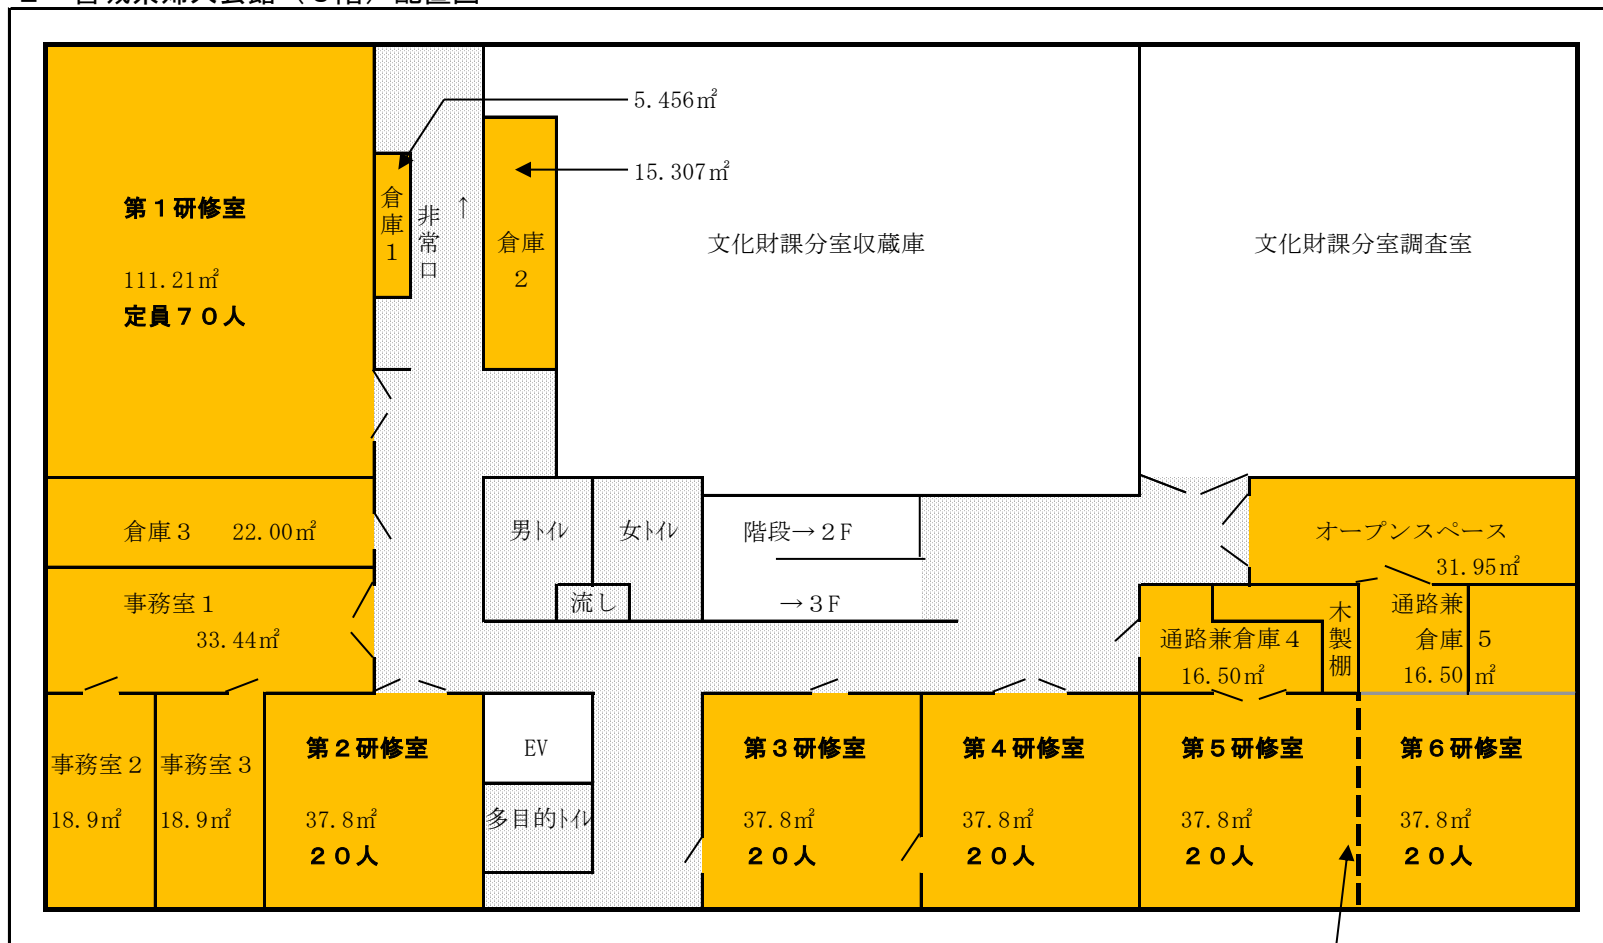 5.456㎡
15.307㎡
第１研修室
111.21㎡
定員７０人
倉庫１
非常口
↑
倉庫２
文化財課分室収蔵庫
文化財課分室調査室
倉庫３ 22.00㎡
男ﾄｲﾚ
女ﾄｲﾚ
階段→２F
→３F
流し
オープンスペース
31.95㎡
事務室１
33.44㎡
通路兼倉庫４
16.50㎡
木製棚
通路兼
倉庫 ５
16.50 ㎡
事務室２
18.9㎡
事務室３
18.9㎡
第２研修室
37.8㎡
２０人
EV
多目的ﾄｲﾚ
第３研修室
37.8㎡
２０人
第４研修室
37.8㎡
２０人
第５研修室
37.8㎡
２０人
第６研修室
37.8㎡
２０人